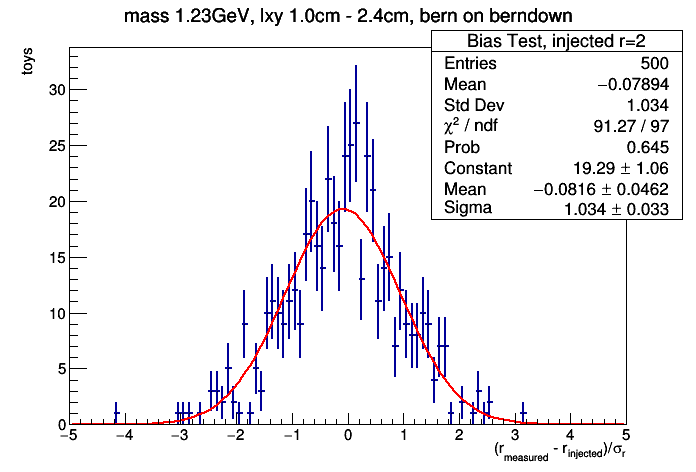 mass 1.23GeV, lxy 1.0cm - 2.4cm, bern on berndown
Bias Test, injected r=2
Entries 500
Mean −0.07894
Std Dev 1.034
χ² / ndf 91.27 / 97
Prob 0.645
Constant 19.29 ± 1.06
Mean −0.0816 ± 0.0462
Sigma 1.034 ± 0.033
toys
30
25
20
15
10
5
0
−5 −4 −3 −2 −1 0 1 2 3 4 5
(r_measured - r_injected)/σ_r